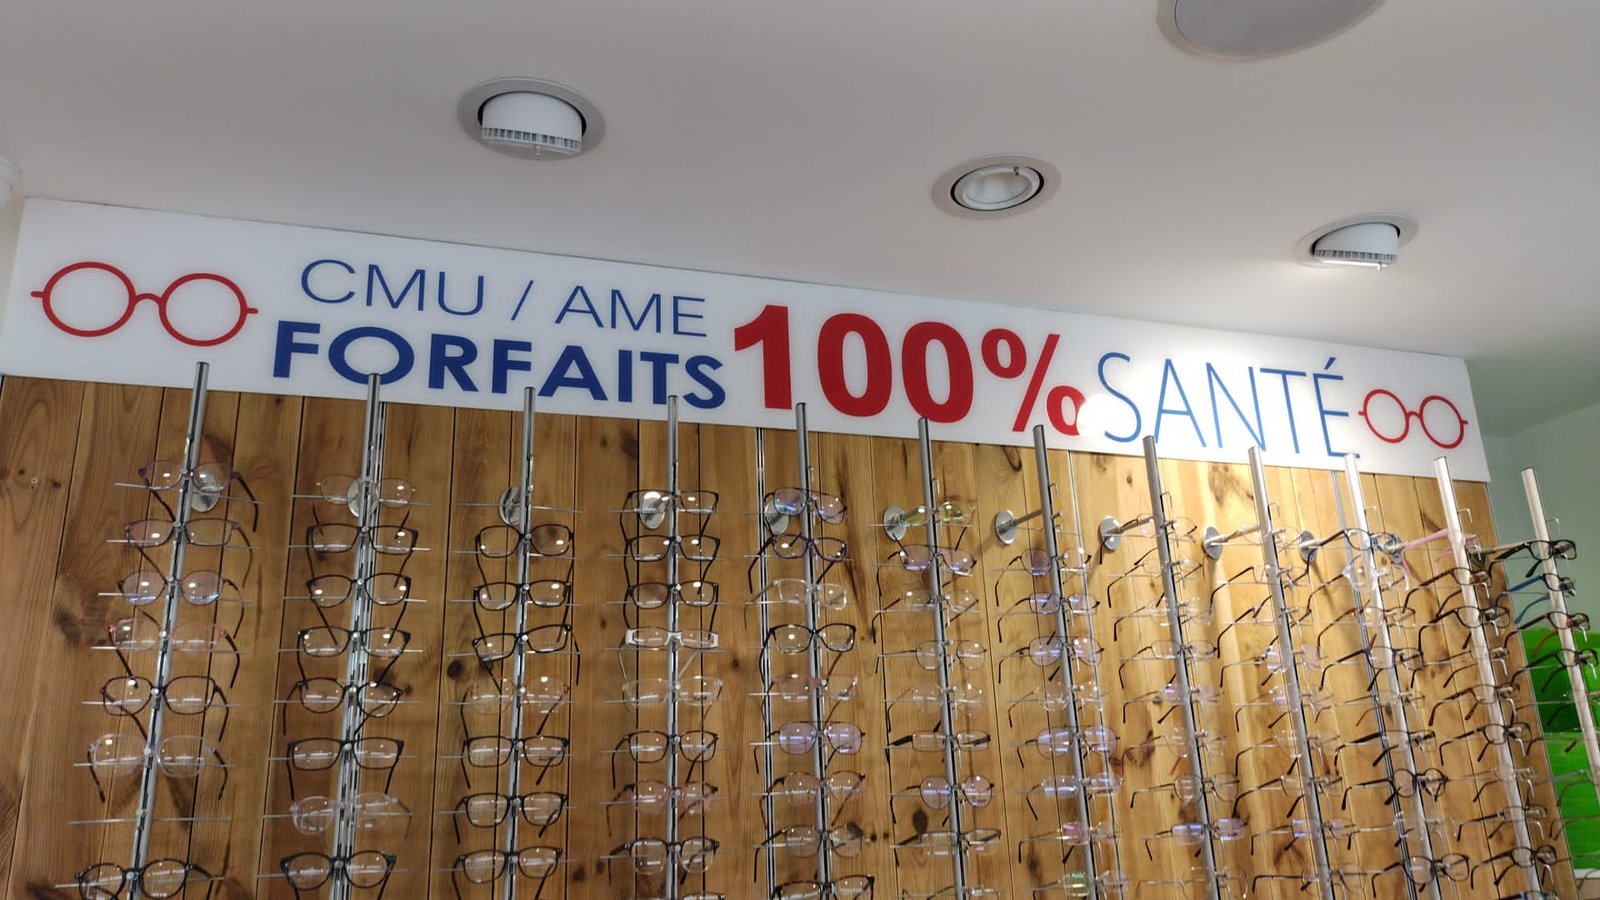 CMU / AME
FORFAITS 100% SANTÉ